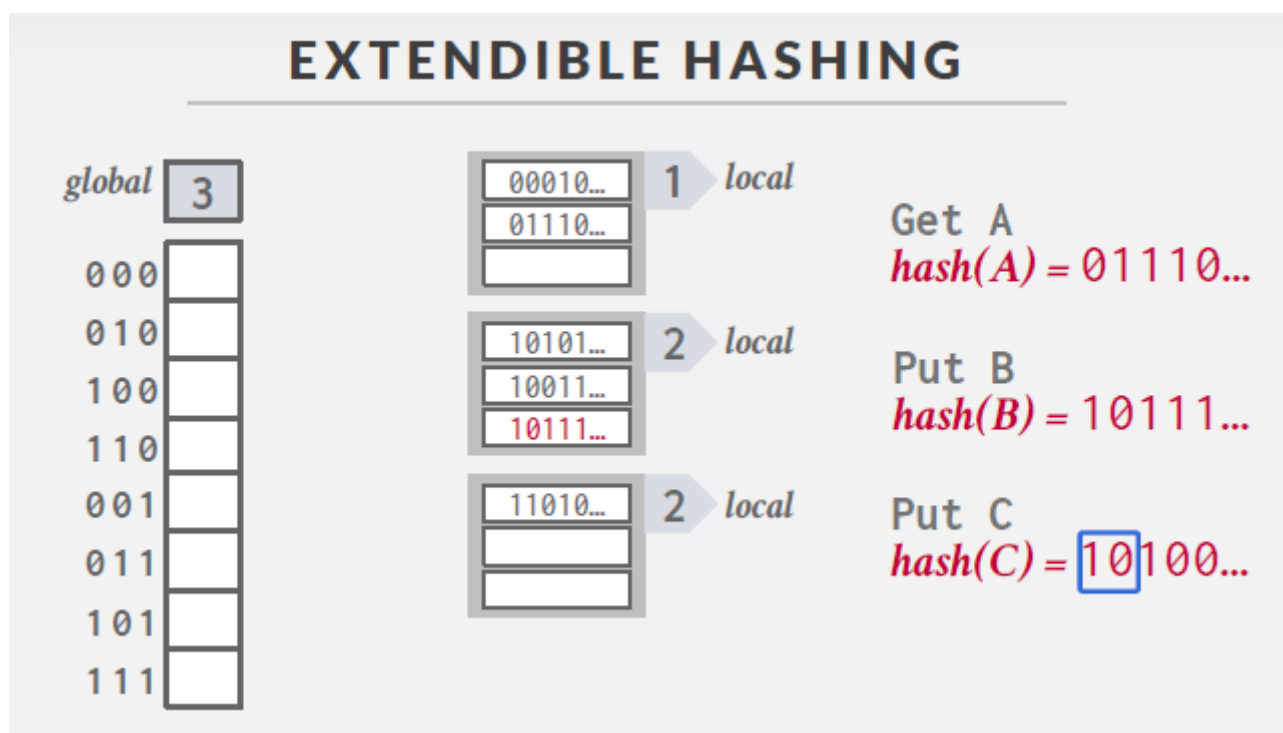 EXTENDIBLE HASHING
global 3
000
010
100
110
001
011
101
111
00010…
01110…
1 local
10101…
10011…
10111…
2 local
11010…
2 local
Get A
hash(A) = 01110…
Put B
hash(B) = 10111…
Put C
hash(C) = 10100…